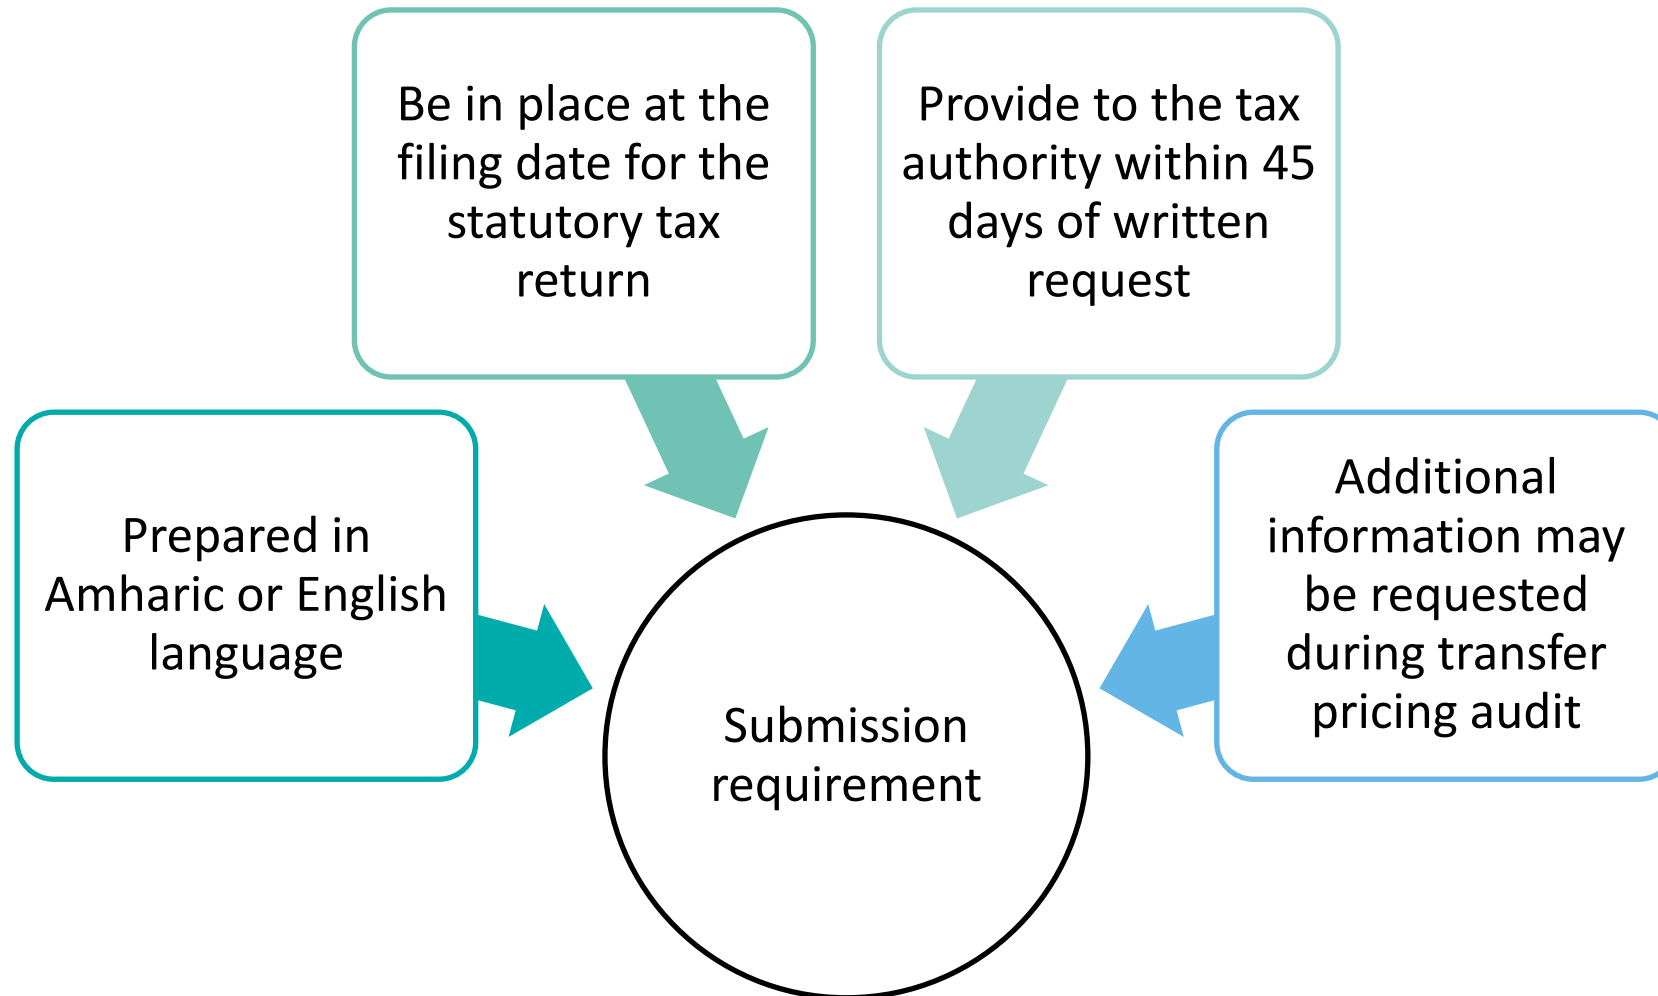 Be in place at the
filing date for the
statutory tax
return
Provide to the tax
authority within 45
days of written
request
Prepared in
Amharic or English
language
Additional
information may
be requested
during transfer
pricing audit
Submission
requirement